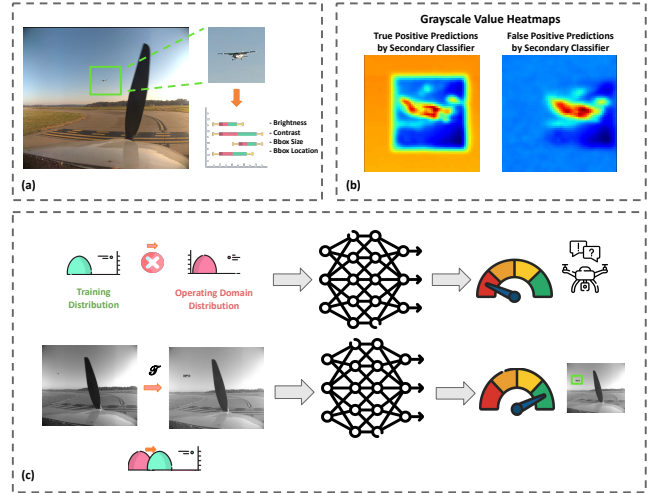 - Brightness
- Contrast
- Bbox Size
- Bbox Location
(a)
Grayscale Value Heatmaps
True Positive Predictions
by Secondary Classifier
False Positive Predictions
by Secondary Classifier
(b)
Training
Distribution
Operating Domain
Distribution
! ?
𝒯
(c)